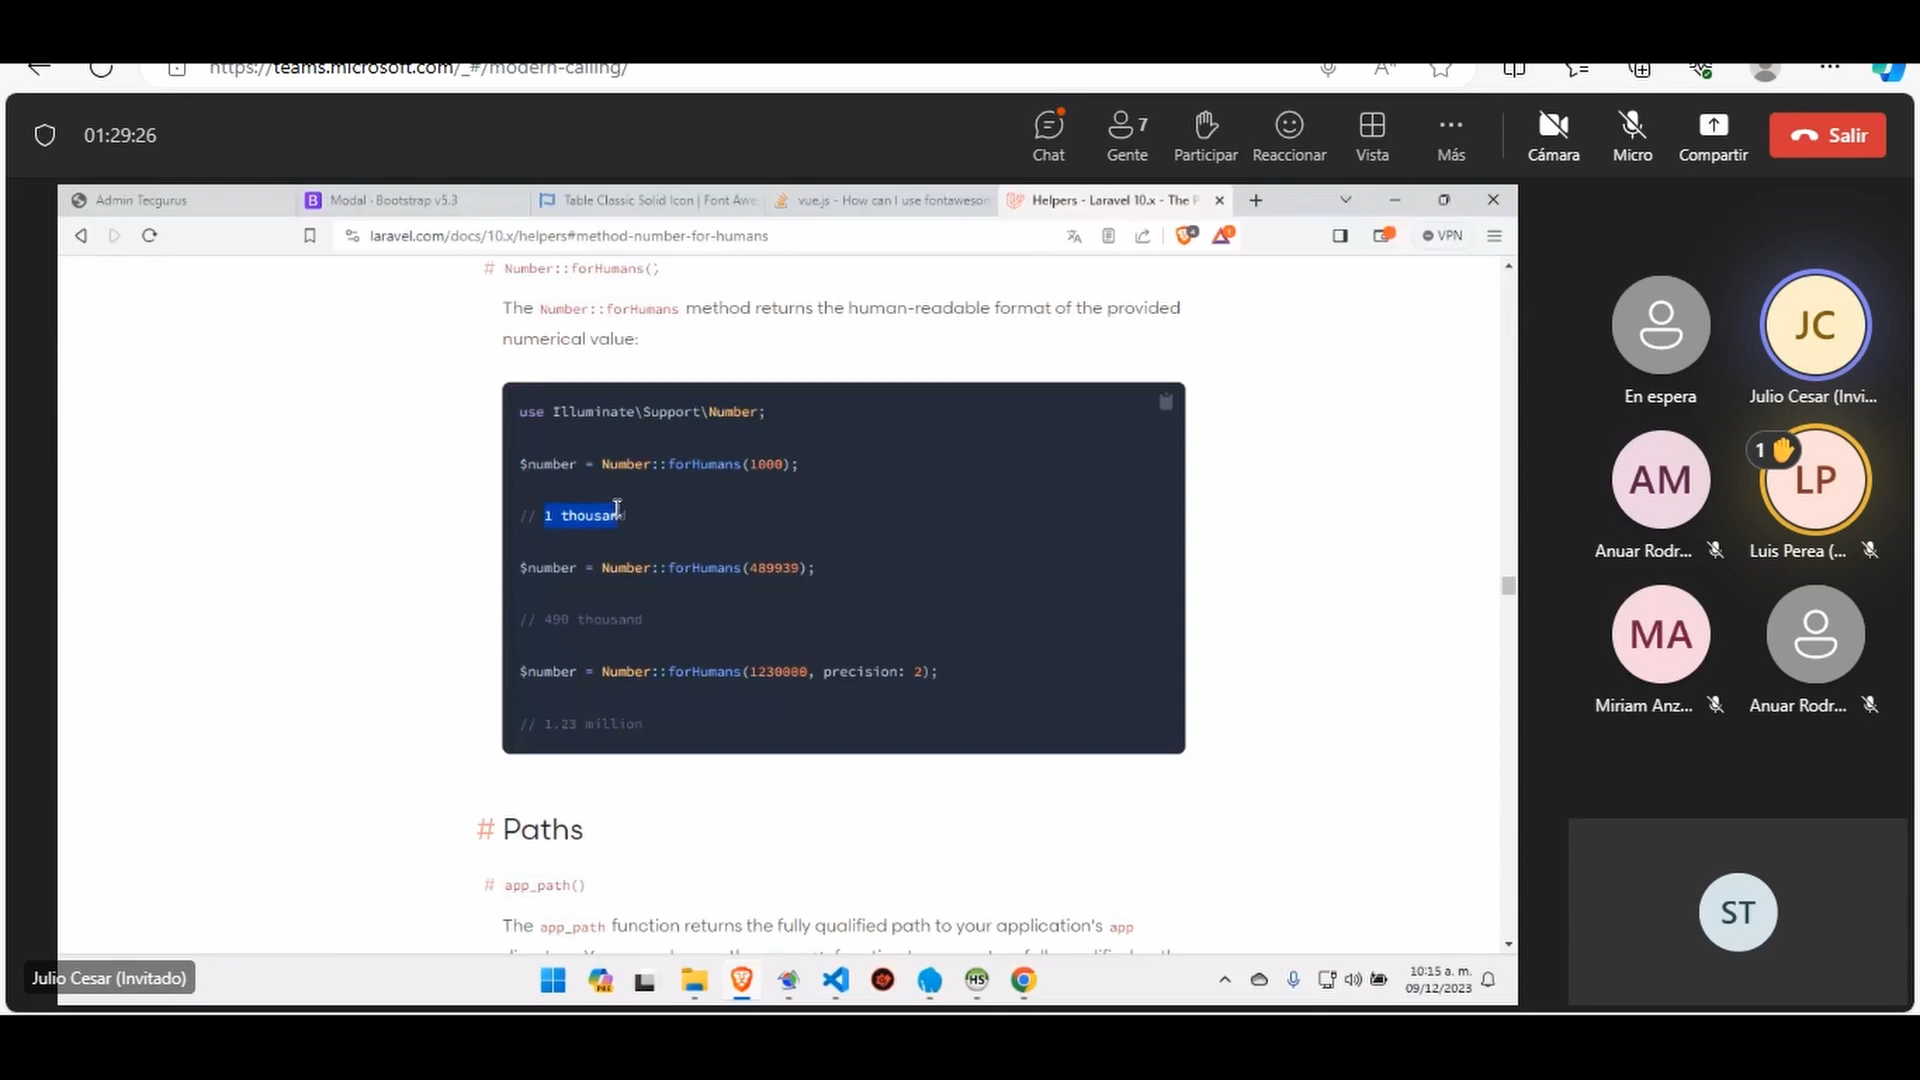 https://teams.microsoft.com/_#/modern-calling/
01:29:26
Chat
7
Gente
Participar
Reaccionar
Vista
Más
Cámara
Micro
Compartir
Salir
Admin Tecgurus
Modal · Bootstrap v5.3
Table Classic Solid Icon | Font Awe
vue.js - How can I use fontaweson
Helpers - Laravel 10.x - The P
laravel.com/docs/10.x/helpers#method-number-for-humans
VPN
# Number::forHumans()
The Number::forHumans method returns the human-readable format of the provided
numerical value:
use Illuminate\Support\Number;
$number = Number::forHumans(1000);
// 1 thousand
$number = Number::forHumans(489939);
// 490 thousand
$number = Number::forHumans(1230000, precision: 2);
// 1.23 million
# Paths
# app_path()
The app_path function returns the fully qualified path to your application's app
En espera
JC
Julio Cesar (Invi...
AM
Anuar Rodr...
1
LP
Luis Perea (...
MA
Miriam Anz...
Anuar Rodr...
ST
Julio Cesar (Invitado)
10:15 a. m.
09/12/2023